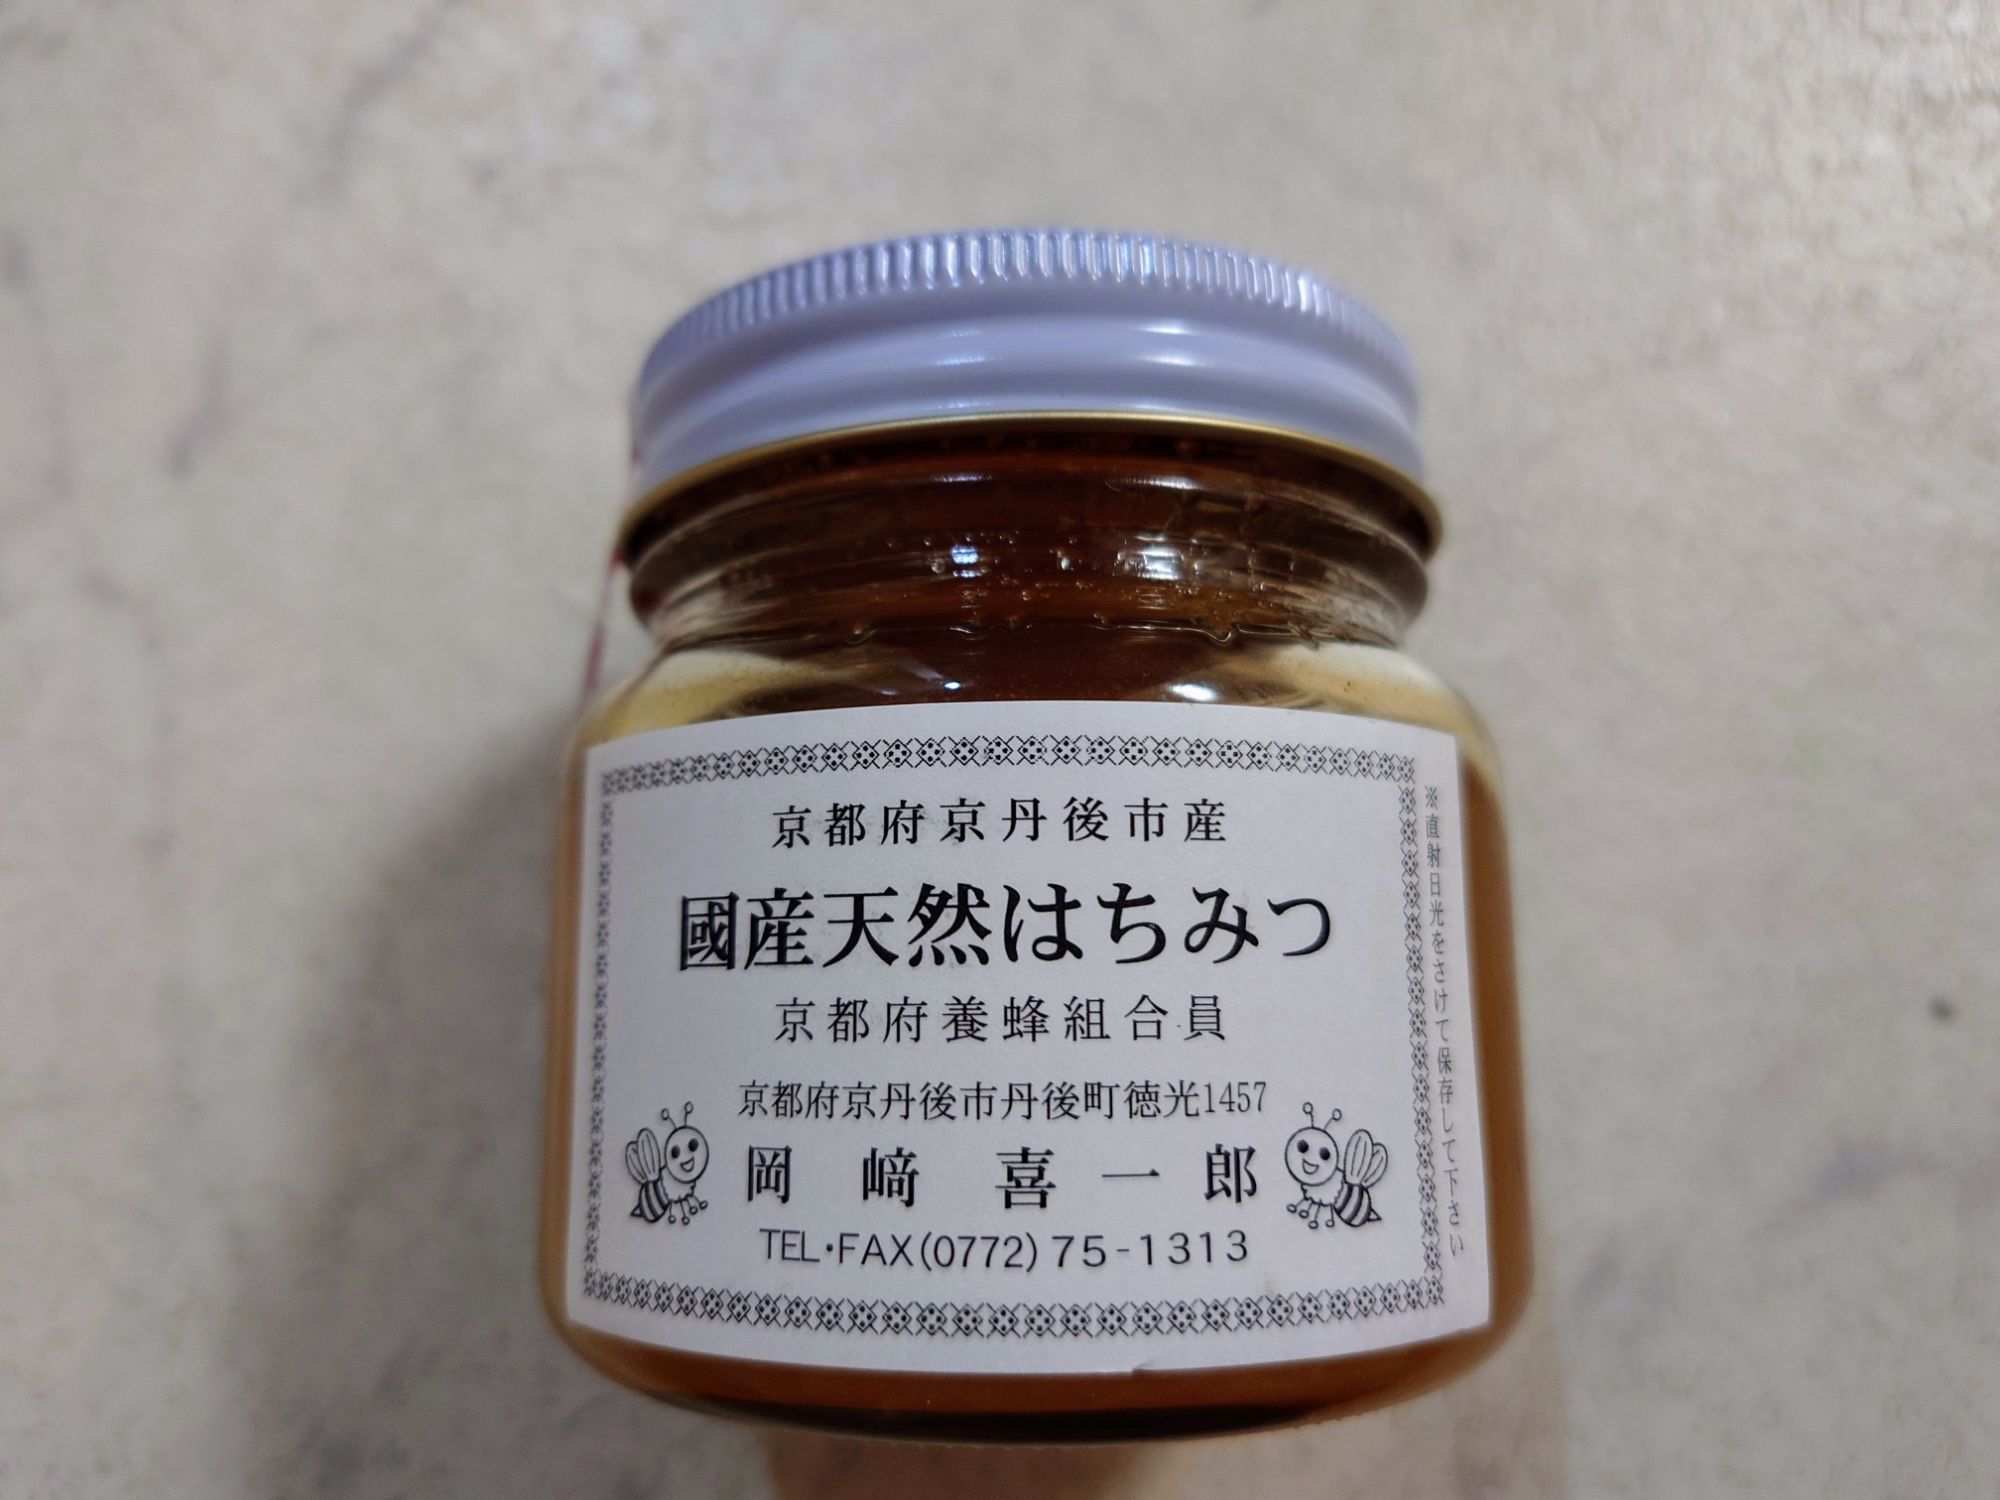 京都府京丹後市産
國産天然はちみつ
京都府養蜂組合員
京都府京丹後市丹後町徳光1457
岡﨑 喜一郎
TEL・FAX(0772)75-1313
※直射日光をさけて保存して下さい